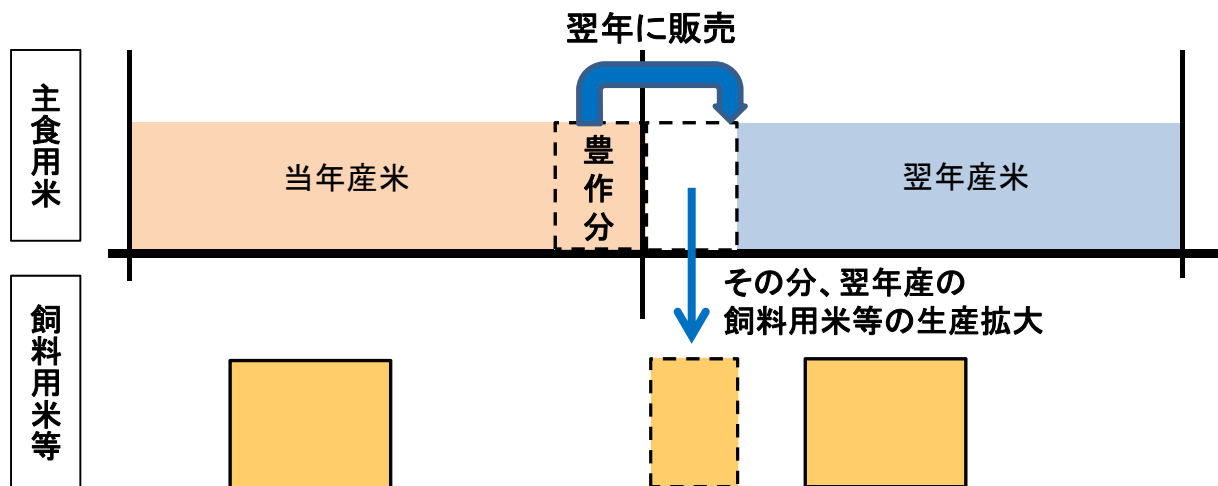 翌年に販売
主食用米
当年産米
豊作分
翌年産米
その分、翌年産の
飼料用米等の生産拡大
飼料用米等